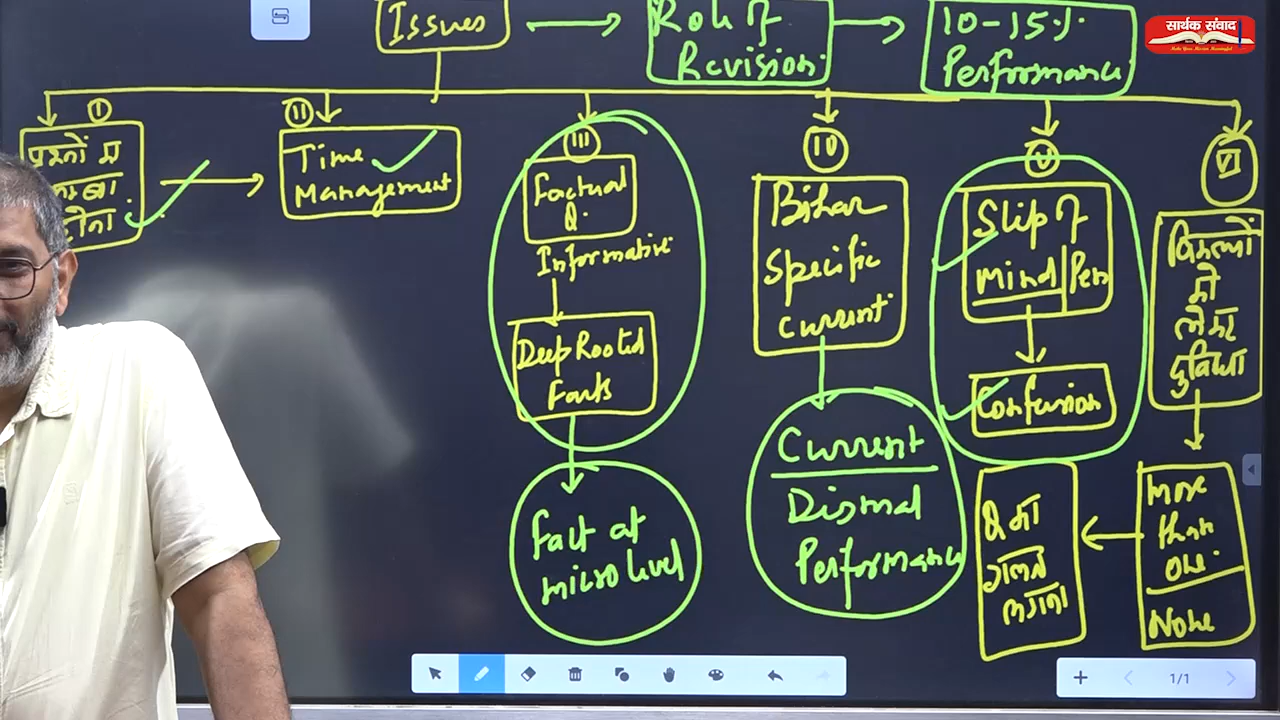 Issues
Role of
Revision
10-15%
Performance
सार्थक संवाद
I
प्रश्नों का
लम्बा
होना
II
Time
Management
III
Factual
Q.
Informative
Deep Rooted
Facts
Fact at
micro level
IV
Bihar
Specific
Current
Current
Dismal
Performance
V
Slip of
Mind/Pen
Confusion
VI
विकल्पों
को
लेकर
दुविधा
More
than
one
None
गलत
1/1